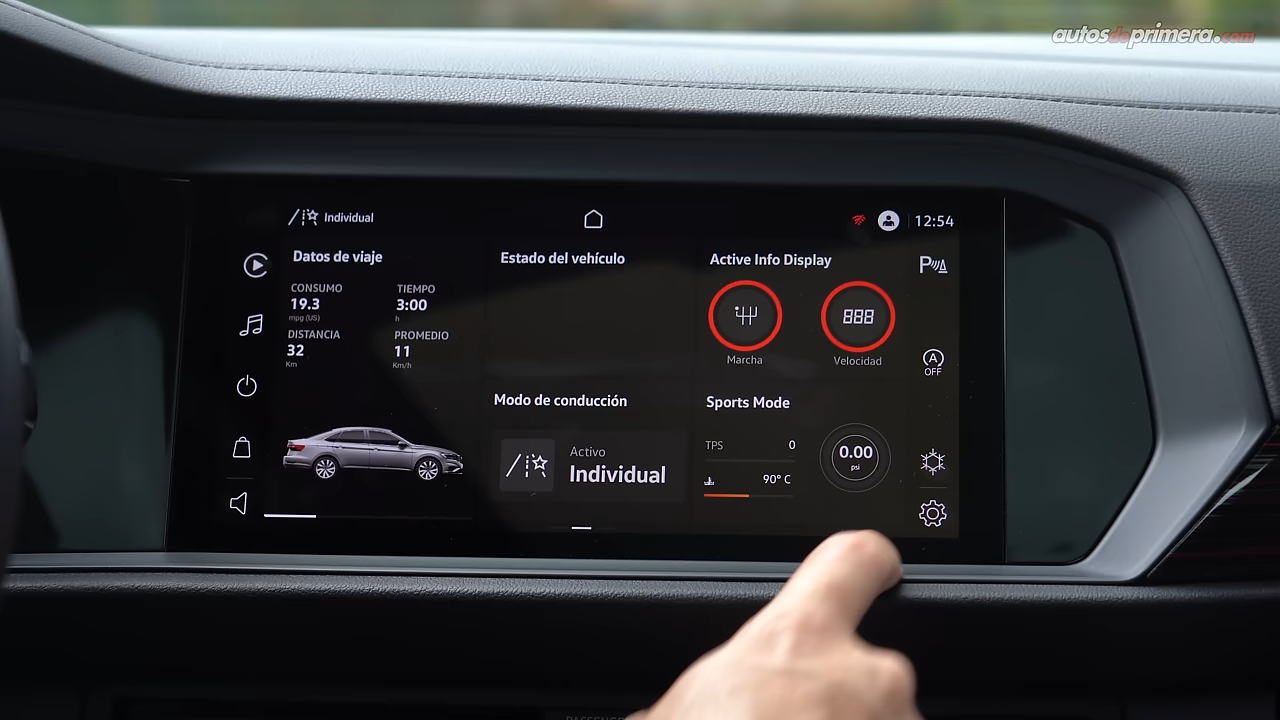 autosdeprimera.com
Individual
12:54
Datos de viaje
CONSUMO
19.3
mpg (US)
TIEMPO
3:00
h
DISTANCIA
32
Km
PROMEDIO
11
Km/h
Estado del vehículo
Active Info Display
888
Marcha
Velocidad
P
A
OFF
Modo de conducción
Activo
Individual
Sports Mode
TPS
0
90° C
0.00
psi